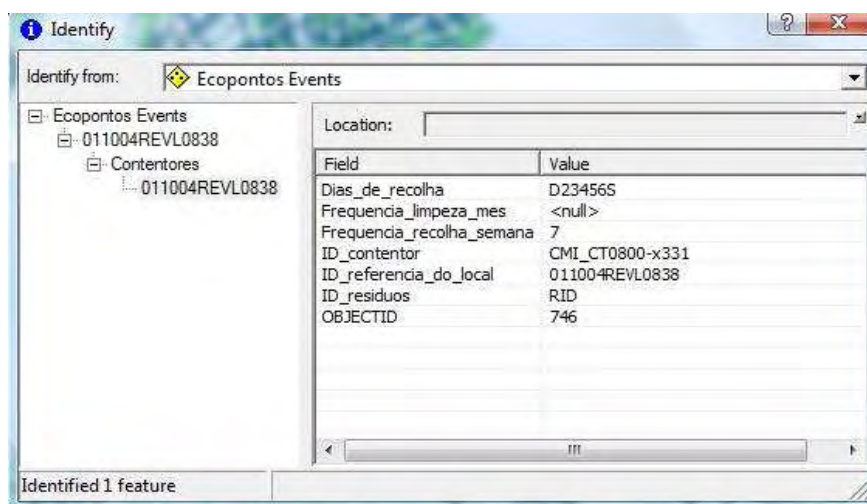 Identify
Identify from: Ecopontos Events
Ecopontos Events
011004REVL0838
Contentores
011004REVL0838
Location:
Field Value
Dias_de_recolha D23456S
Frequencia_limpeza_mes <null>
Frequencia_recolha_semana 7
ID_contentor CMI_CT0800-x331
ID_referencia_do_local 011004REVL0838
ID_residuos RID
OBJECTID 746
Identified 1 feature